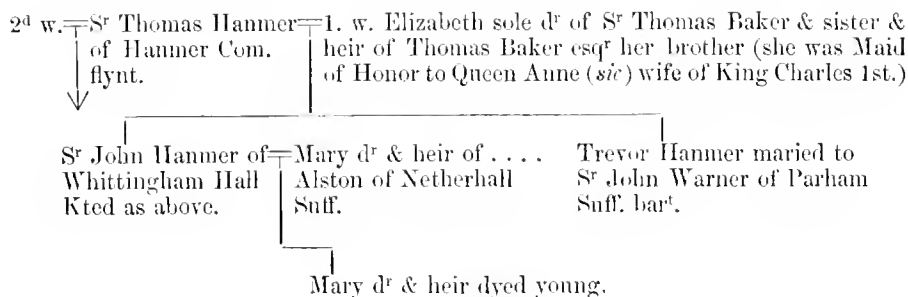 2ᵈ w. Sʳ Thomas Hanmer 1. w. Elizabeth sole dʳ of Sʳ Thomas Baker & sister &
of Hanmer Com. heir of Thomas Baker esqʳ her brother (she was Maid
flynt. of Honor to Queen Anne (sic) wife of King Charles 1st.)
Sʳ John Hanmer of Mary dʳ & heir of .... Trevor Hanmer maried to
Whittingham Hall Alston of Netherhall Sʳ John Warner of Parham
Kted as above. Suff. Suff. barᵗ.
Mary dʳ & heir dyed young.